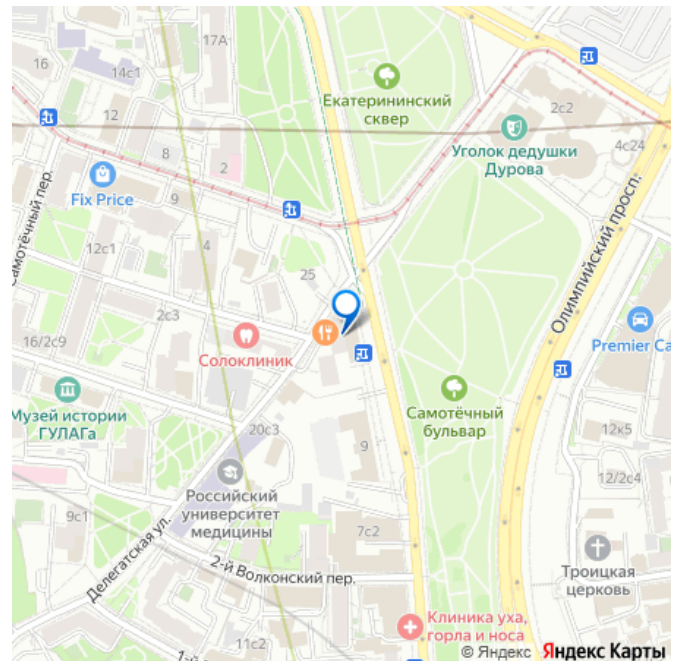 17А
16
14с1
Екатерининский
сквер
2с2
12
Уголок дедушки
Дурова
4с24
8
2
Fix Price
9
Самотёчный пер.
12с1
4
25
Олимпийский просп.
2с3
16/2с9
Солоклиник
Premier Ca
Музей истории
ГУЛАГа
Самотёчный
бульвар
20с3
9
12к5
Российский
университет
медицины
12/2с4
9с1
7с2
Делегатская ул.
2-й Волконский пер.
Троицкая
церковь
Клиника уха,
горла и носа
11с2
1-й
© Яндекс Яндекс Карты